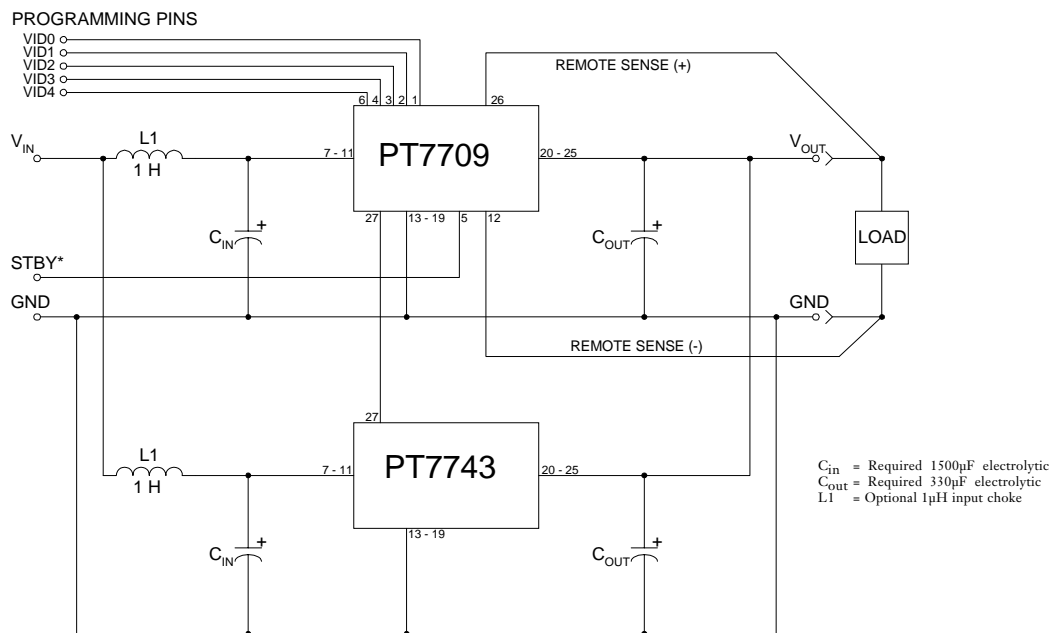 PROGRAMMING PINS
VID0
VID1
VID2
VID3
VID4
REMOTE SENSE (+)
6 4 3 2 1
26
VIN
L1
1 H
7 - 11
PT7709
20 - 25
VOUT
27
13 - 19
5
12
CIN
+
COUT
+
LOAD
STBY*
GND
GND
REMOTE SENSE (-)
27
L1
1 H
7 - 11
PT7743
20 - 25
13 - 19
CIN
+
COUT
+
Cin = Required 1500µF electrolytic
Cout = Required 330µF electrolytic
L1 = Optional 1µH input choke